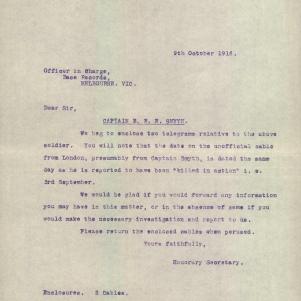 9th October 1916.
Officer in Charge,
Base Records,
MELBOURNE. VIC.
Dear Sir,
CAPTAIN B. E. E. SMYTH.
We beg to enclose two telegrams relative to the above
soldier. You will note that the date on the unofficial cable
from London, presumably from Captain Smyth, is dated the same
day as he is reported to have been "killed in action" i. e.
3rd September.
We would be glad if you would forward any information
you may have in this matter, or in the absence of same if you
would make the necessary investigation and report to us.
Please return the enclosed cables when perused.
Yours faithfully,
Honorary Secretary.
Enclosures. 2 Cables.